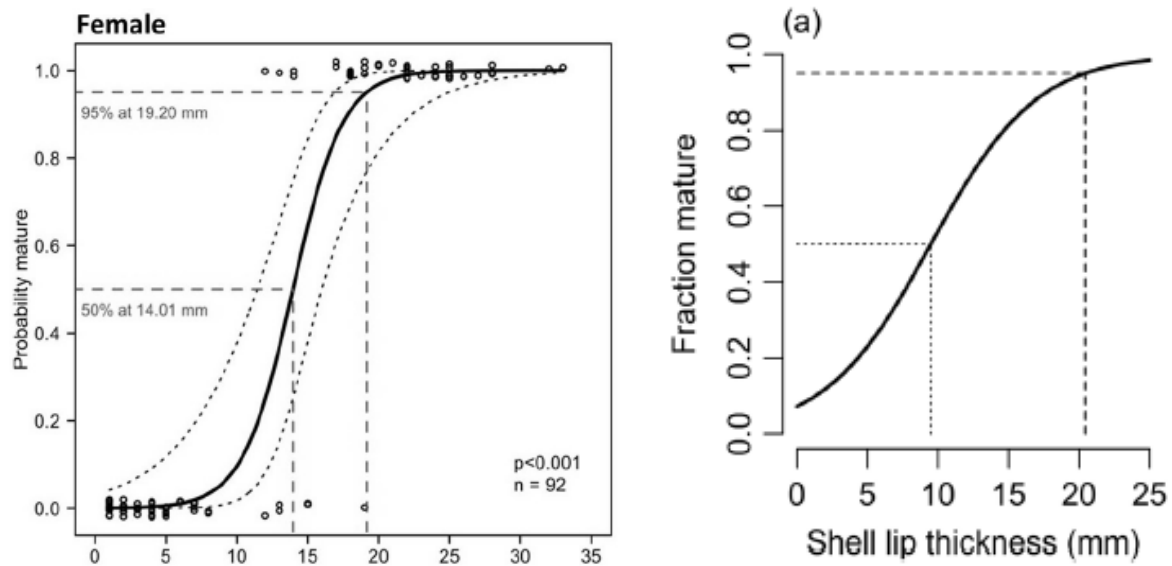 Female
Probability mature
1.0
0.8
0.6
0.4
0.2
0.0
95% at 19.20 mm
50% at 14.01 mm
p<0.001
n = 92
0 5 10 15 20 25 30 35
(a)
Fraction mature
1.0
0.8
0.6
0.4
0.2
0.0
0 5 10 15 20 25
Shell lip thickness (mm)